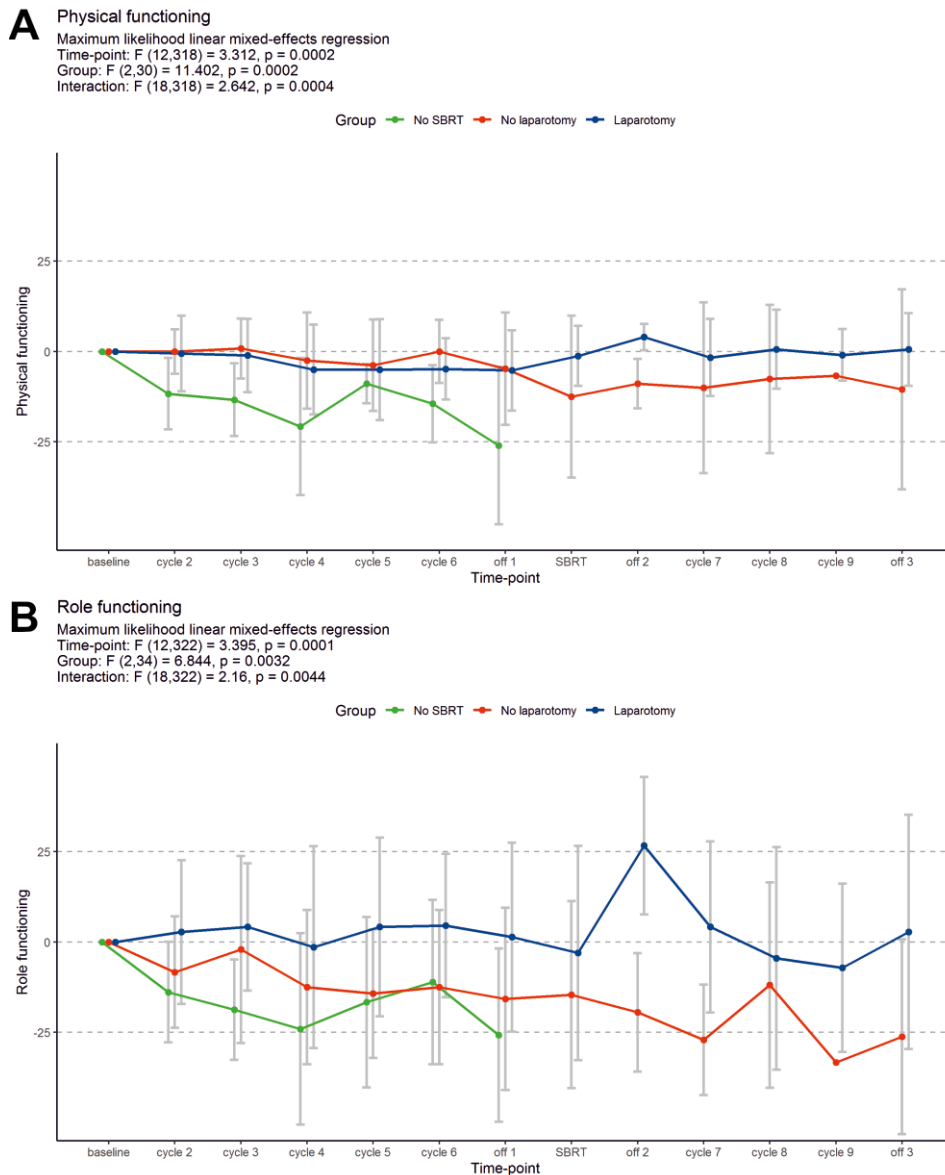 A
Physical functioning
Maximum likelihood linear mixed-effects regression
Time-point: F (12,318) = 3.312, p = 0.0002
Group: F (2,30) = 11.402, p = 0.0002
Interaction: F (18,318) = 2.642, p = 0.0004
Group No SBRT No laparotomy Laparotomy
Physical functioning
25
0
-25
baseline cycle 2 cycle 3 cycle 4 cycle 5 cycle 6 off 1 SBRT off 2 cycle 7 cycle 8 cycle 9 off 3
Time-point
B
Role functioning
Maximum likelihood linear mixed-effects regression
Time-point: F (12,322) = 3.395, p = 0.0001
Group: F (2,34) = 6.844, p = 0.0032
Interaction: F (18,322) = 2.16, p = 0.0044
Group No SBRT No laparotomy Laparotomy
Role functioning
25
0
-25
baseline cycle 2 cycle 3 cycle 4 cycle 5 cycle 6 off 1 SBRT off 2 cycle 7 cycle 8 cycle 9 off 3
Time-point